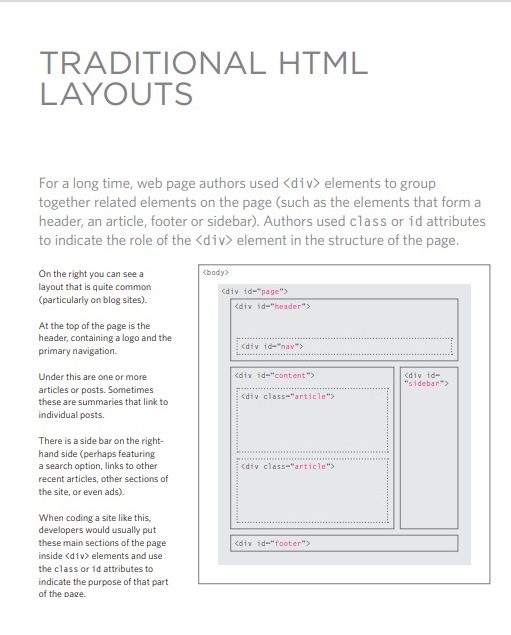 TRADITIONAL HTML
LAYOUTS
For a long time, web page authors used <div> elements to group
together related elements on the page (such as the elements that form a
header, an article, footer or sidebar). Authors used class or id attributes
to indicate the role of the <div> element in the structure of the page.
On the right you can see a
layout that is quite common
(particularly on blog sites).
At the top of the page is the
header, containing a logo and the
primary navigation.
Under this are one or more
articles or posts. Sometimes
these are summaries that link to
individual posts.
There is a side bar on the right-
hand side (perhaps featuring
a search option, links to other
recent articles, other sections of
the site, or even ads).
When coding a site like this,
developers would usually put
these main sections of the page
inside <div> elements and use
the class or id attributes to
indicate the purpose of that part
of the page.
<body>
<div id="page">
<div id="header">
<div id="nav">
<div id="content">
<div class="article">
<div class="article">
<div id=
"sidebar">
<div id="footer">